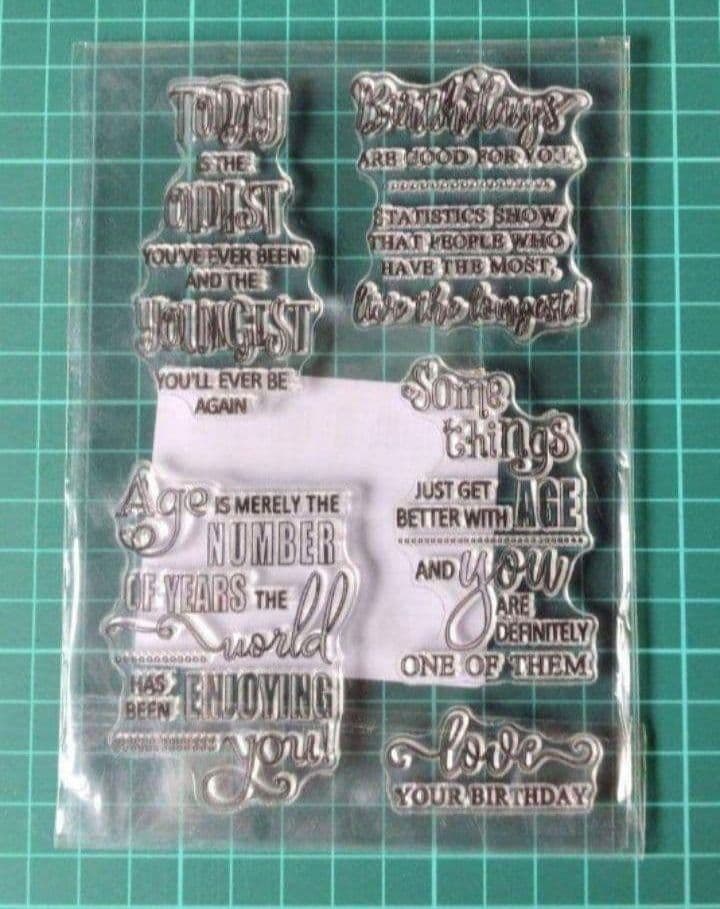 TODAY
IS THE
OLDEST
YOU'VE EVER BEEN
AND THE
YOUNGEST
YOU'LL EVER BE
AGAIN
Birthdays
ARE GOOD FOR YOU.
STATISTICS SHOW
THAT PEOPLE WHO
HAVE THE MOST,
live the longest!
Age IS MERELY THE
NUMBER
OF YEARS THE
world
HAS
BEEN ENJOYING
you!
Some
things
JUST GET
BETTER WITH AGE
AND you
ARE
DEFINITELY
ONE OF THEM
love
YOUR BIRTHDAY